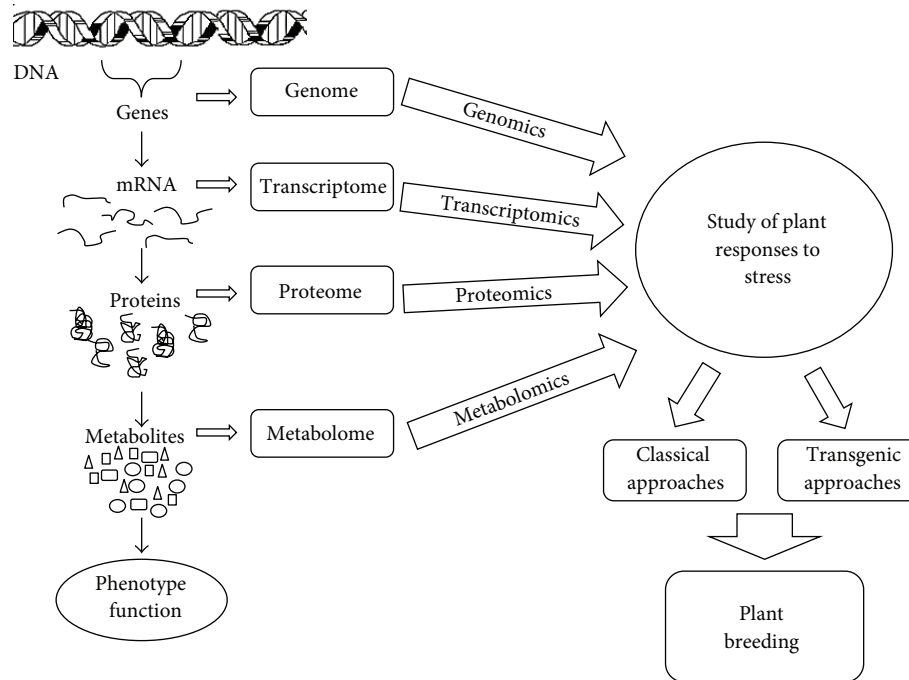 DNA
Genes
Genome
Genomics
mRNA
Transcriptome
Transcriptomics
Study of plant
responses to
stress
Proteins
Proteome
Proteomics
Metabolites
Metabolome
Metabolomics
Classical
approaches
Transgenic
approaches
Phenotype
function
Plant
breeding